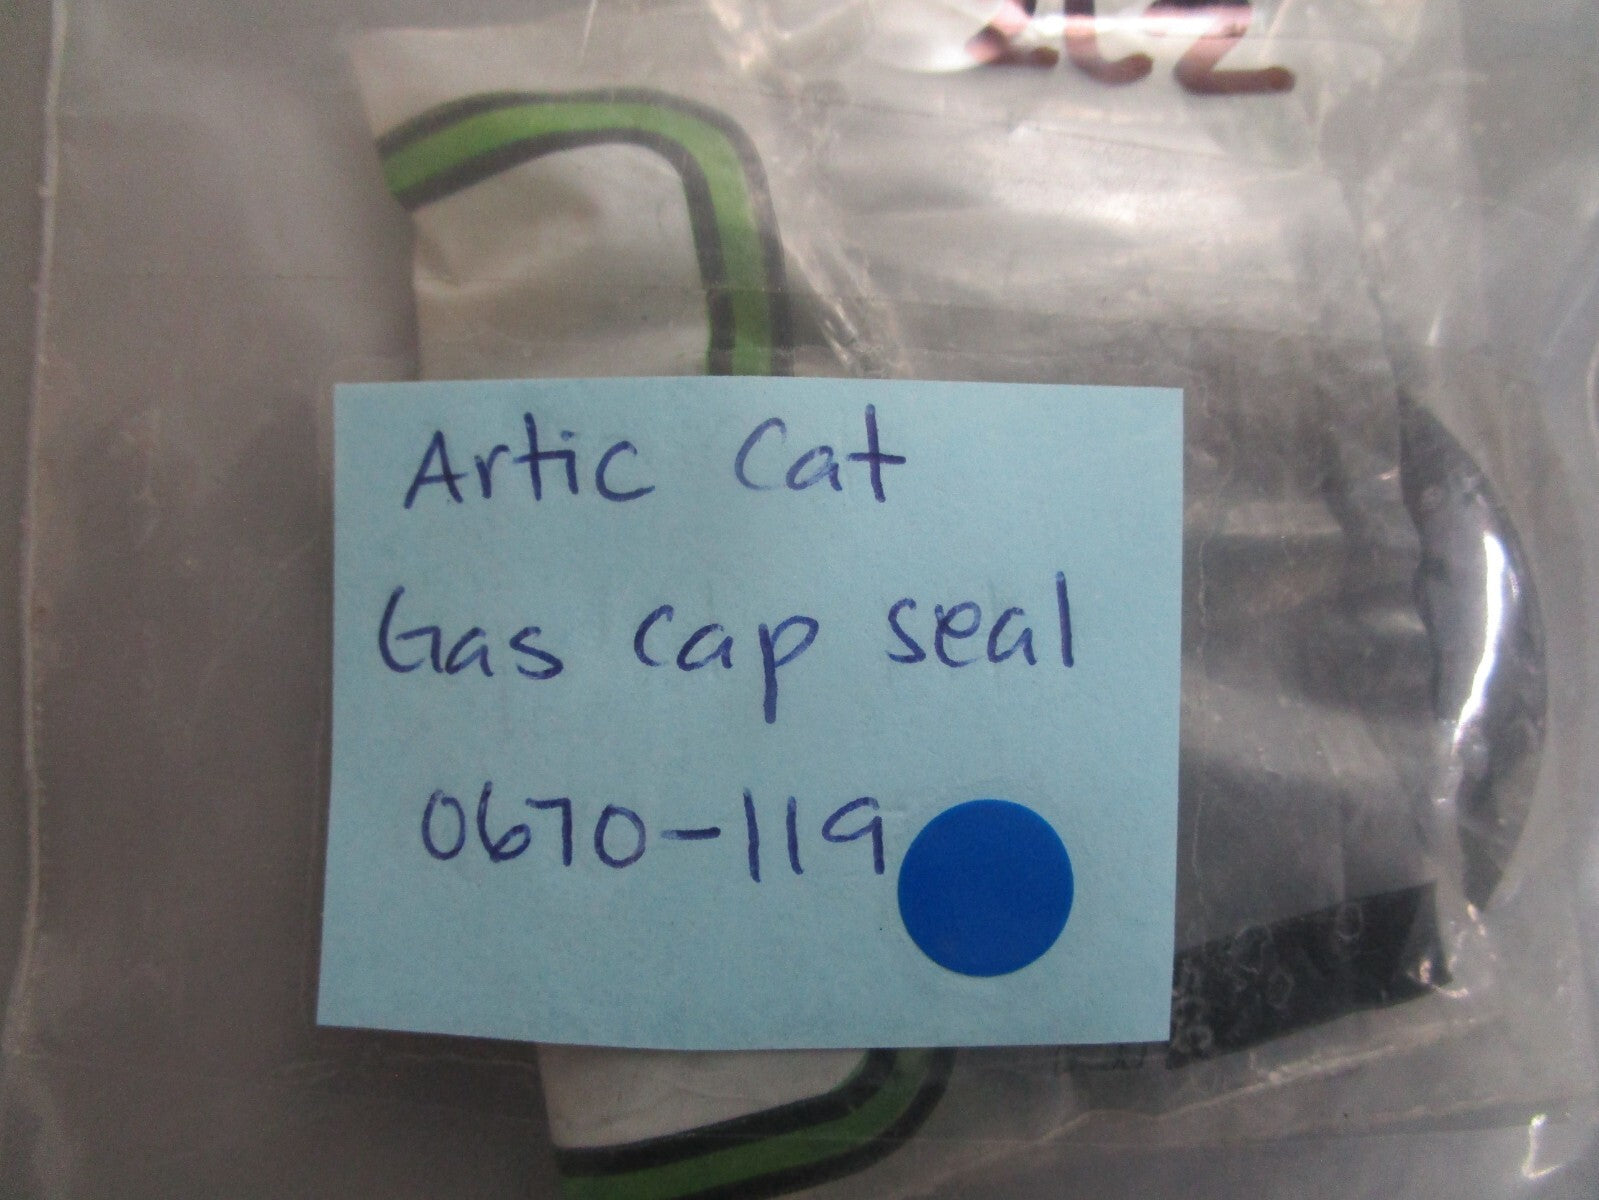 Artic Cat
Gas cap seal
0670-119